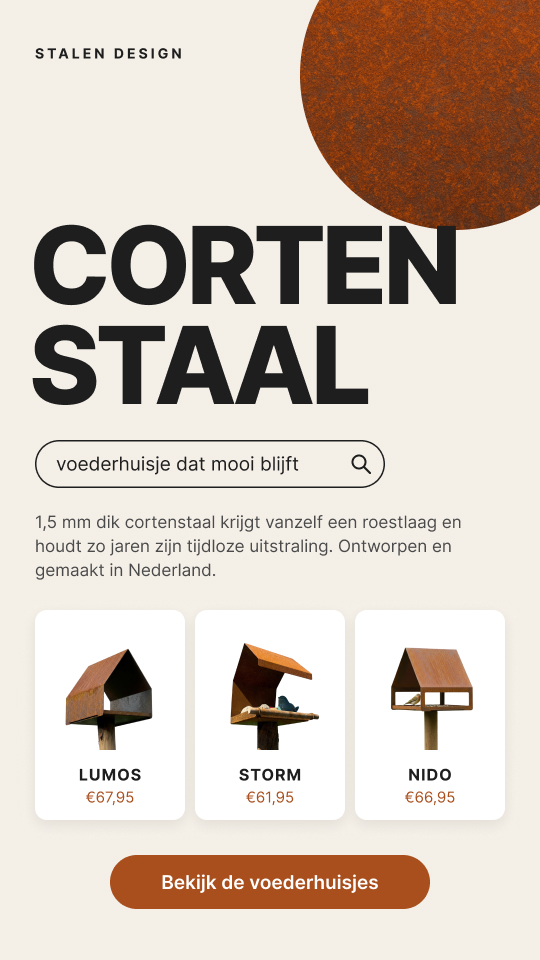 STALEN DESIGN
CORTEN
STAAL
voederhuisje dat mooi blijft
1,5 mm dik cortenstaal krijgt vanzelf een roestlaag en
houdt zo jaren zijn tijdloze uitstraling. Ontworpen en
gemaakt in Nederland.
LUMOS
€67,95
STORM
€61,95
NIDO
€66,95
Bekijk de voederhuisjes